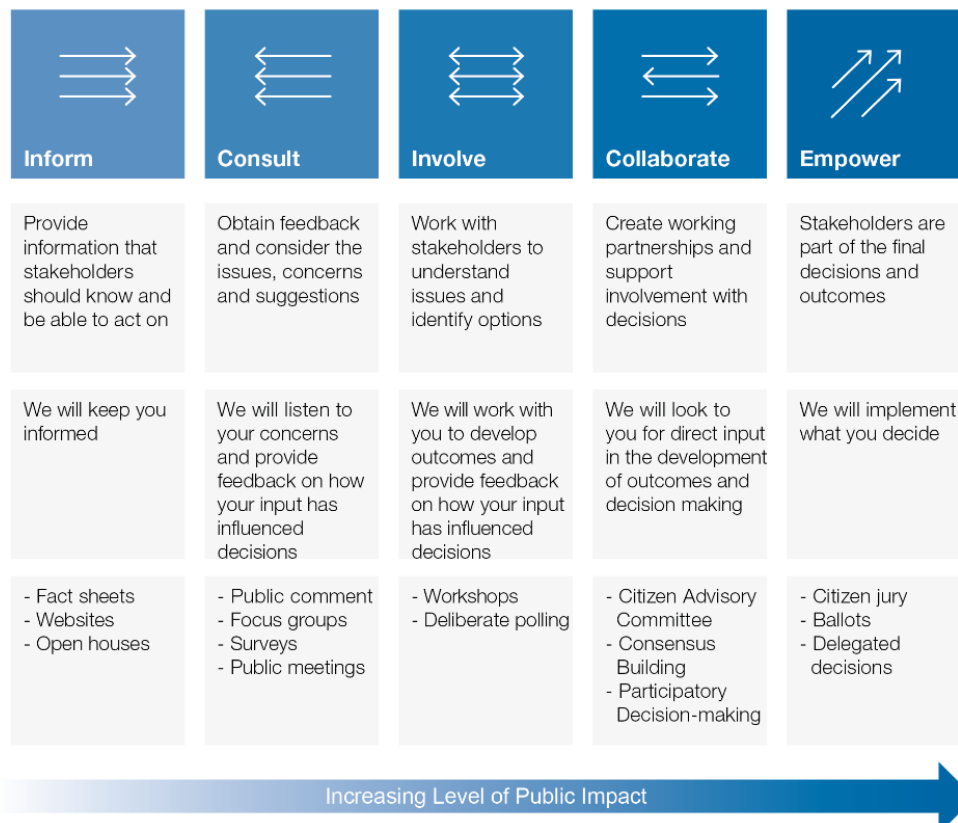 Inform
Consult
Involve
Collaborate
Empower
Provide
information that
stakeholders
should know and
be able to act on
Obtain feedback
and consider the
issues, concerns
and suggestions
Work with
stakeholders to
understand
issues and
identify options
Create working
partnerships and
support
involvement with
decisions
Stakeholders are
part of the final
decisions and
outcomes
We will keep you
informed
We will listen to
your concerns
and provide
feedback on how
your input has
influenced
decisions
We will work with
you to develop
outcomes and
provide feedback
on how your input
has influenced
decisions
We will look to
you for direct input
in the development
of outcomes and
decision making
We will implement
what you decide
- Fact sheets
- Websites
- Open houses
- Public comment
- Focus groups
- Surveys
- Public meetings
- Workshops
- Deliberate polling
- Citizen Advisory
Committee
- Consensus
Building
- Participatory
Decision-making
- Citizen jury
- Ballots
- Delegated
decisions
Increasing Level of Public Impact